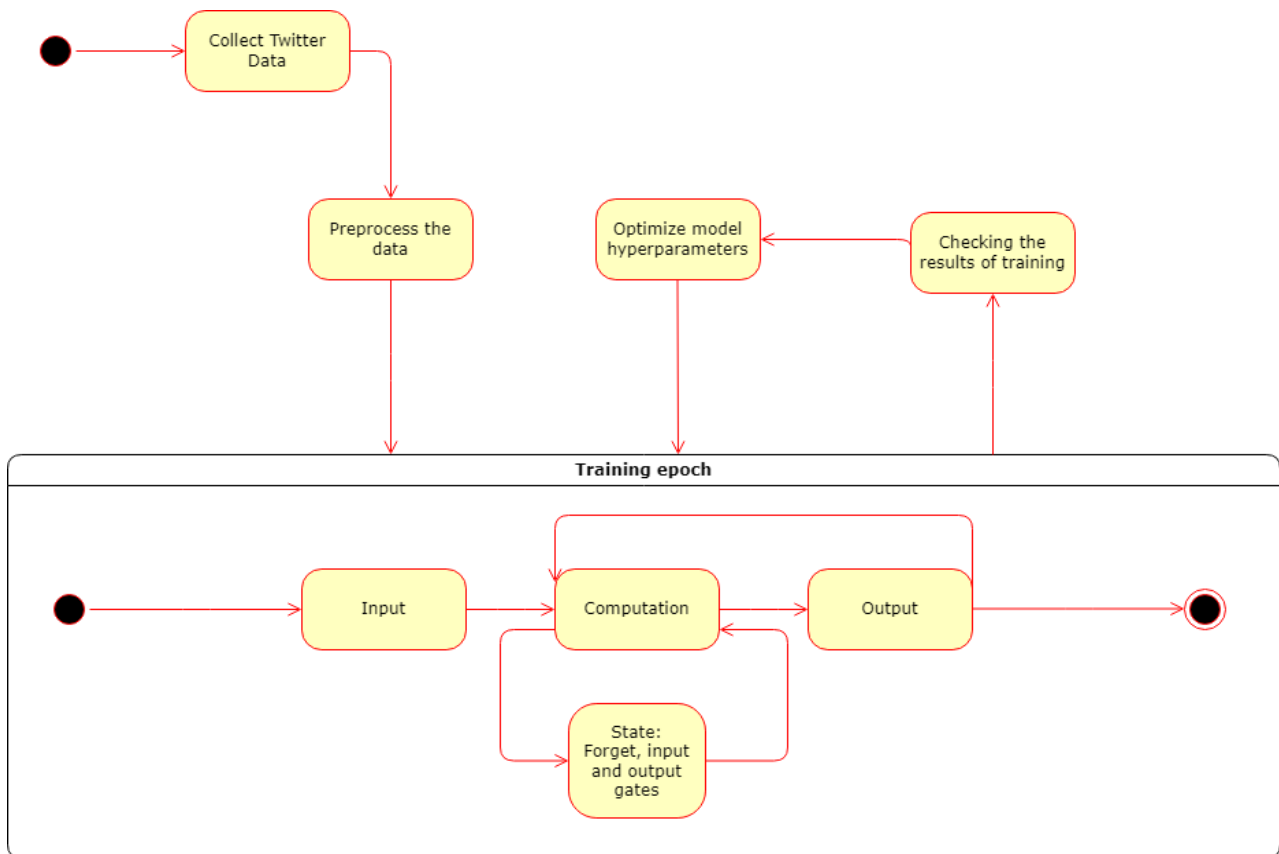 Collect Twitter
Data
Preprocess the
data
Optimize model
hyperparameters
Checking the
results of training
Training epoch
Input
Computation
Output
State:
Forget, input
and output
gates